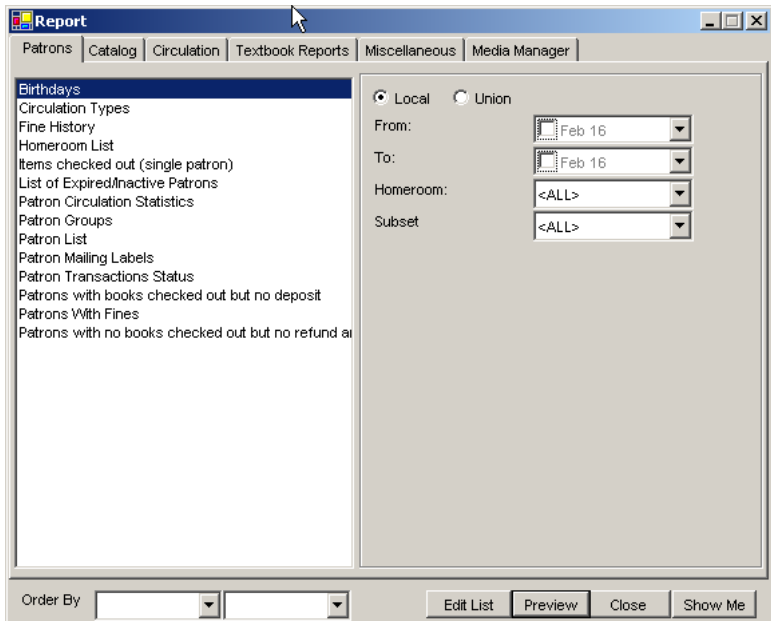 Report
Patrons Catalog Circulation Textbook Reports Miscellaneous Media Manager
Birthdays
Circulation Types
Fine History
Homeroom List
Items checked out (single patron)
List of Expired/Inactive Patrons
Patron Circulation Statistics
Patron Groups
Patron List
Patron Mailing Labels
Patron Transactions Status
Patrons with books checked out but no deposit
Patrons With Fines
Patrons with no books checked out but no refund
Local Union
From: Feb 16
To: Feb 16
Homeroom: <ALL>
Subset <ALL>
Order By Edit List Preview Close Show Me